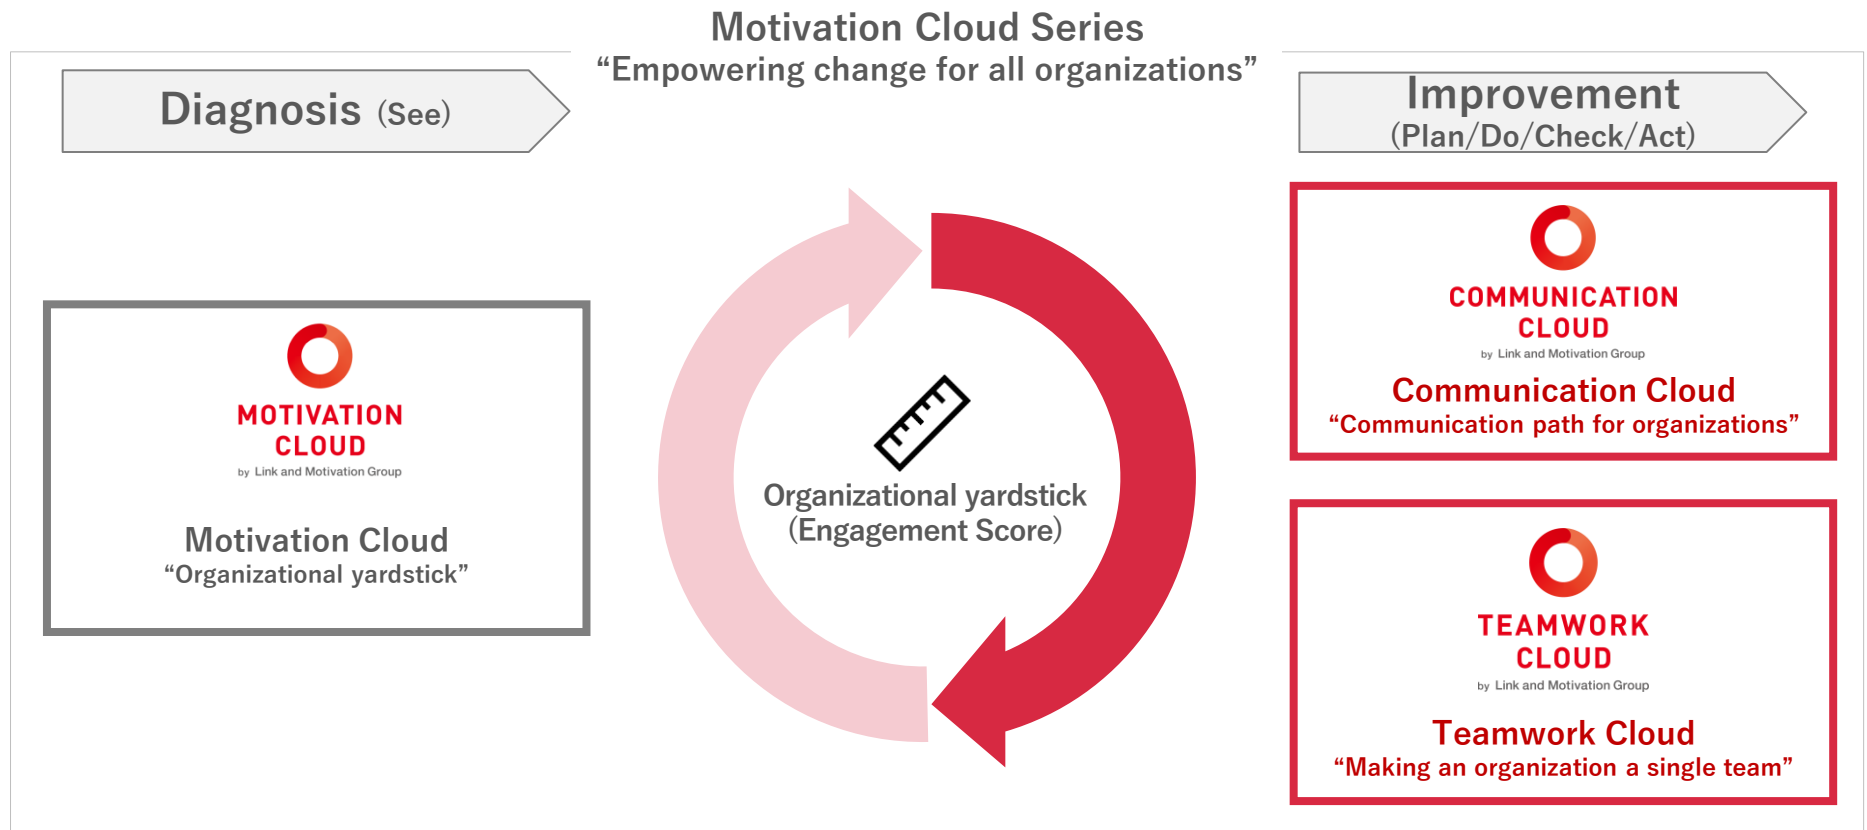 Motivation Cloud Series
“Empowering change for all organizations”
Diagnosis (See)
Improvement
(Plan/Do/Check/Act)
MOTIVATION
CLOUD
by Link and Motivation Group
Motivation Cloud
“Organizational yardstick”
Organizational yardstick
(Engagement Score)
COMMUNICATION
CLOUD
by Link and Motivation Group
Communication Cloud
“Communication path for organizations”
TEAMWORK
CLOUD
by Link and Motivation Group
Teamwork Cloud
“Making an organization a single team”